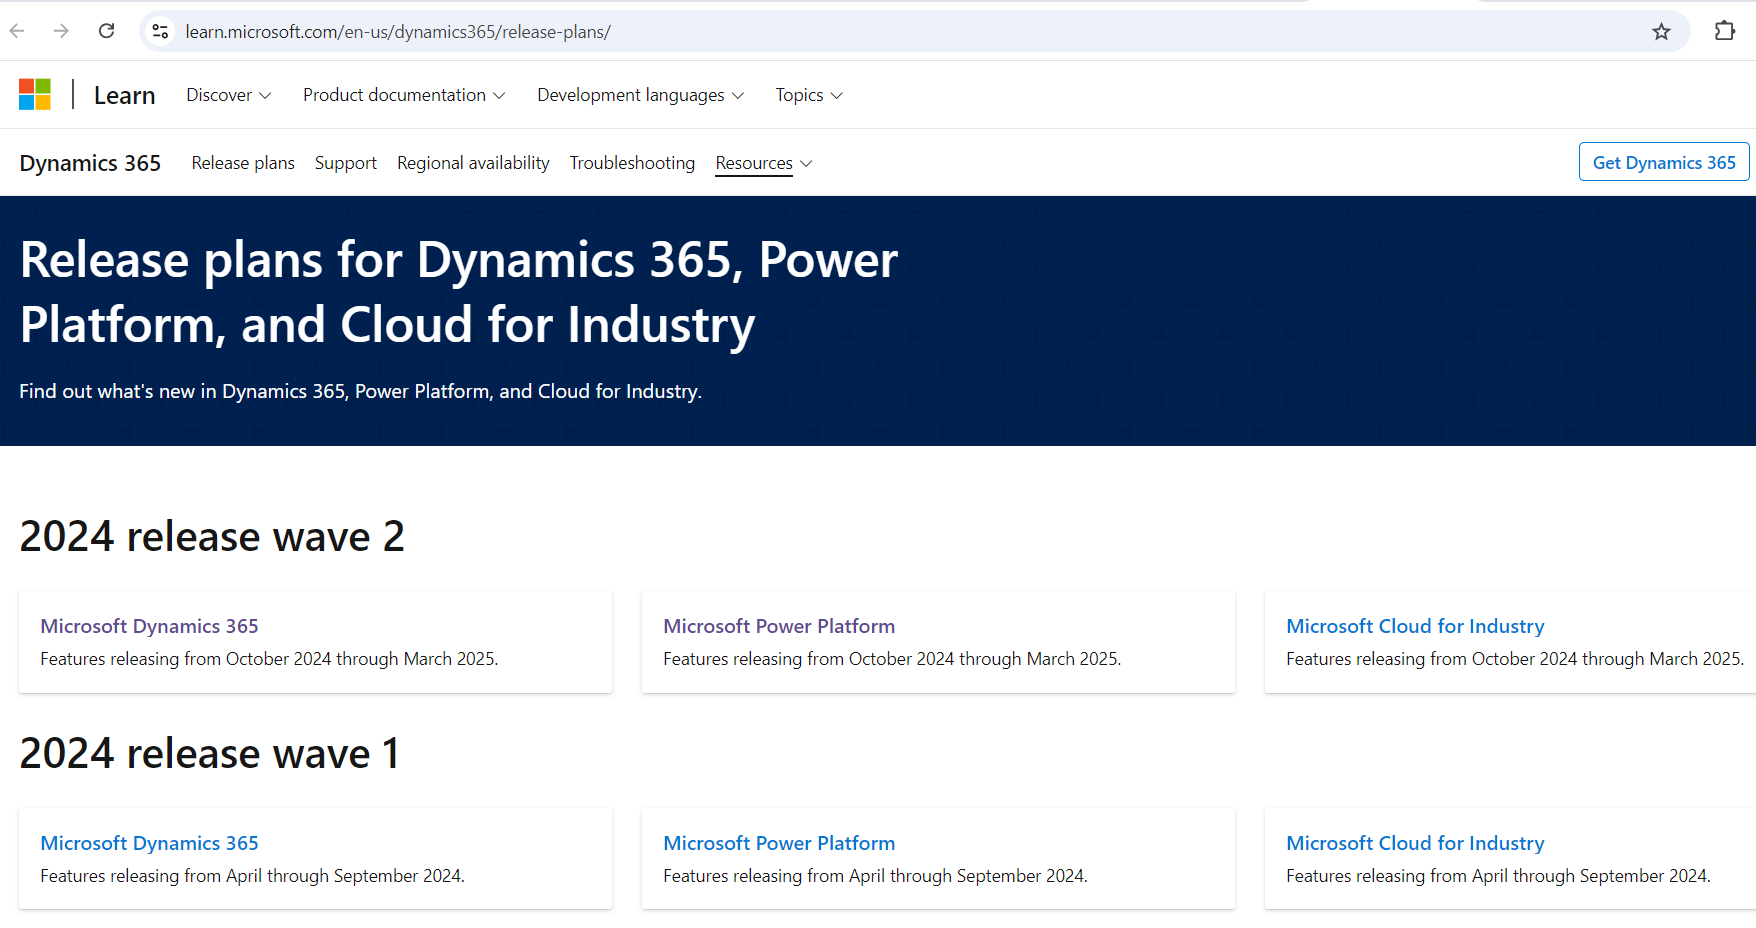 learn.microsoft.com/en-us/dynamics365/release-plans/
Learn Discover Product documentation Development languages Topics
Dynamics 365 Release plans Support Regional availability Troubleshooting Resources Get Dynamics 365
Release plans for Dynamics 365, Power
Platform, and Cloud for Industry
Find out what's new in Dynamics 365, Power Platform, and Cloud for Industry.
2024 release wave 2
Microsoft Dynamics 365
Features releasing from October 2024 through March 2025.
Microsoft Power Platform
Features releasing from October 2024 through March 2025.
Microsoft Cloud for Industry
Features releasing from October 2024 through March 2025.
2024 release wave 1
Microsoft Dynamics 365
Features releasing from April through September 2024.
Microsoft Power Platform
Features releasing from April through September 2024.
Microsoft Cloud for Industry
Features releasing from April through September 2024.